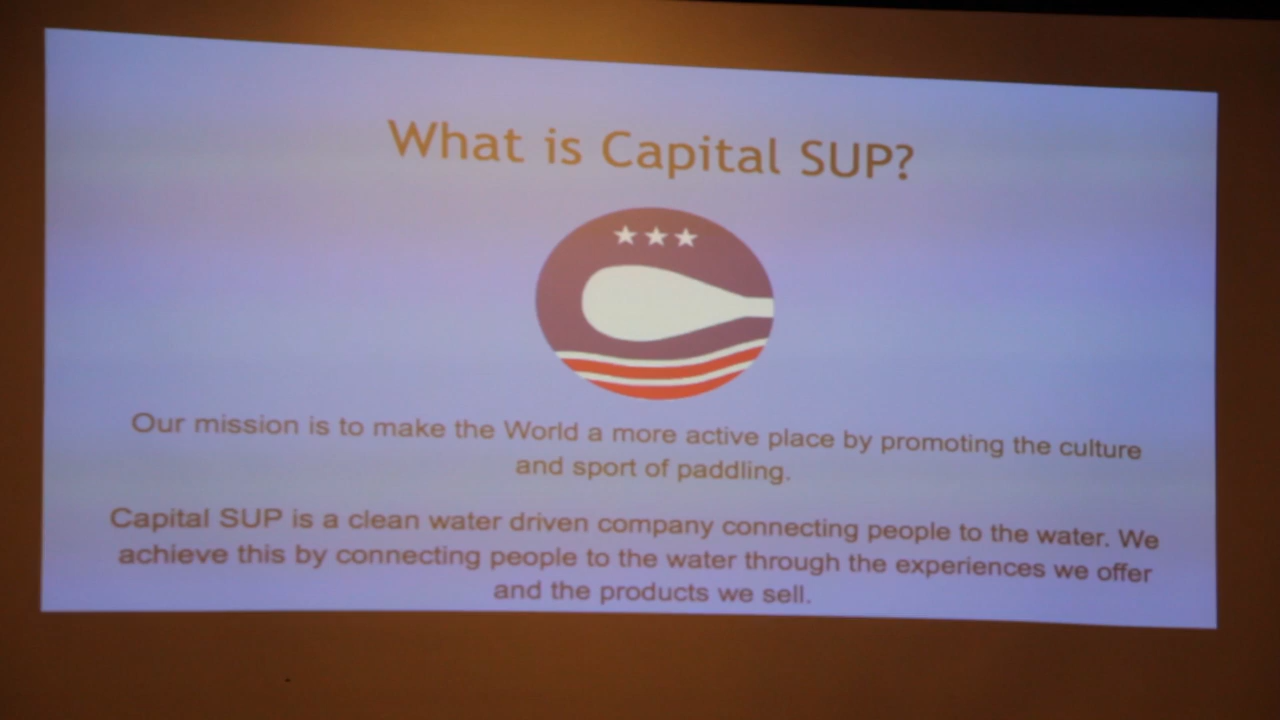 What is Capital SUP?
Our mission is to make the World a more active place by promoting the culture
and sport of paddling.
Capital SUP is a clean water driven company connecting people to the water. We
achieve this by connecting people to the water through the experiences we offer
and the products we sell.